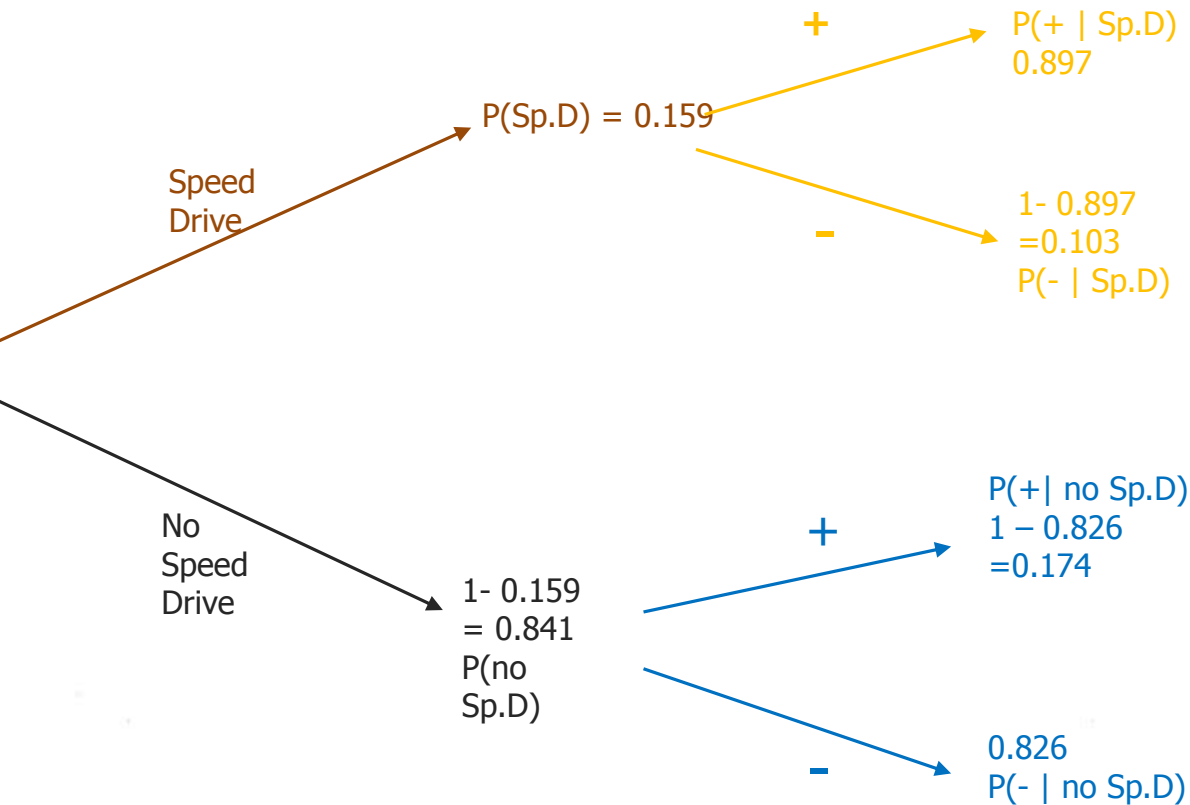 +
P(+ | Sp.D)
0.897
P(Sp.D) = 0.159
Speed
Drive
-
1- 0.897
=0.103
P(- | Sp.D)
No
Speed
Drive
1- 0.159
= 0.841
P(no
Sp.D)
+
P(+| no Sp.D)
1 – 0.826
=0.174
-
0.826
P(- | no Sp.D)